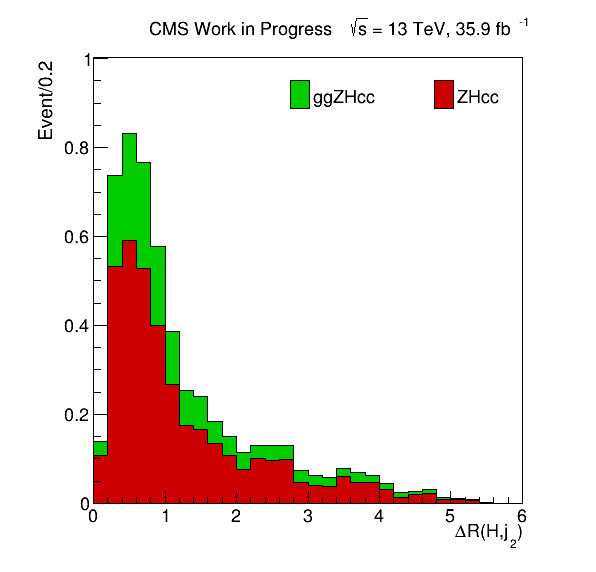 CMS Work in Progress √s = 13 TeV, 35.9 fb⁻¹
Event/0.2
ggZHcc ZHcc
1
0.8
0.6
0.4
0.2
0
0 1 2 3 4 5 6
ΔR(H,j₂)